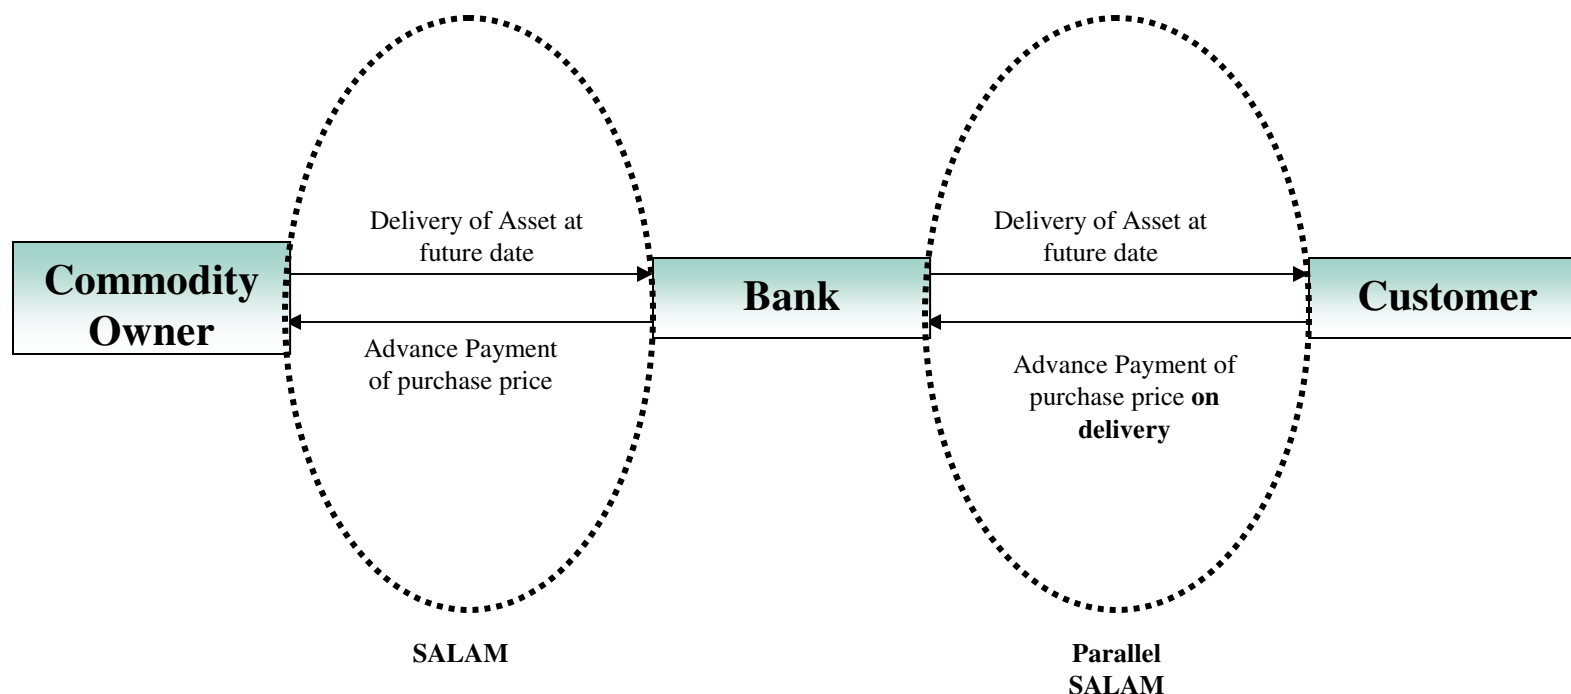 Delivery of Asset at
future date
Delivery of Asset at
future date
Commodity
Owner
Bank
Customer
Advance Payment
of purchase price
Advance Payment of
purchase price on
delivery
SALAM
Parallel
SALAM